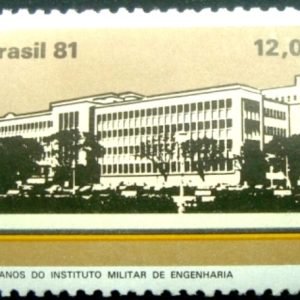 rasil 81 12,0
ANOS DO INSTITUTO MILITAR DE ENGENHARIA